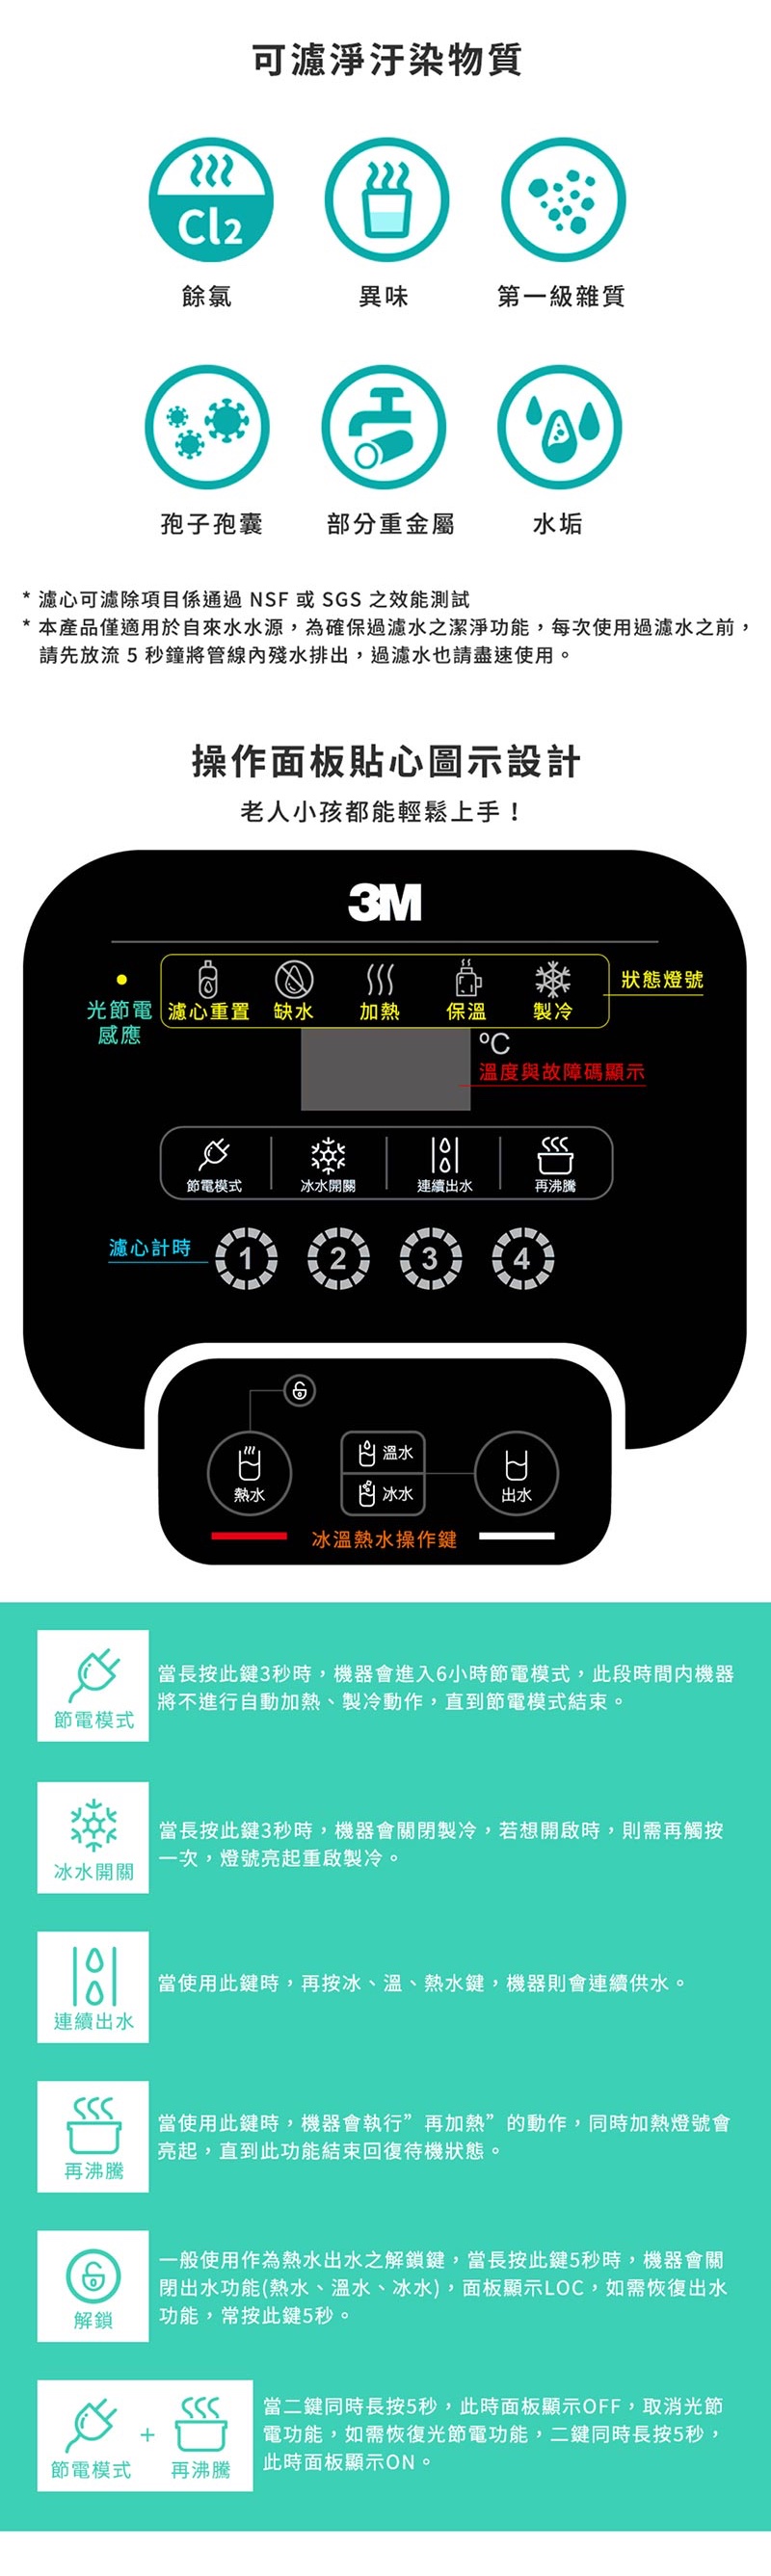 可濾淨汙染物質
Cl2
餘氯
異味
第一級雜質
孢子孢囊
部分重金屬
水垢
* 濾心可濾除項目係通過 NSF 或 SGS 之效能測試
* 本產品僅適用於自來水水源，為確保過濾水之潔淨功能，每次使用過濾水之前，
請先放流 5 秒鐘將管線內殘水排出，過濾水也請盡速使用。
操作面板貼心圖示設計
老人小孩都能輕鬆上手！
3M
狀態燈號
光節電
感應
濾心重置
缺水
加熱
保溫
製冷
°C
溫度與故障碼顯示
節電模式
冰水開關
連續出水
再沸騰
濾心計時
1
2
3
4
溫水
熱水
冰水
出水
冰溫熱水操作鍵
節電模式
當長按此鍵3秒時，機器會進入6小時節電模式，此段時間內機器
將不進行自動加熱、製冷動作，直到節電模式結束。
冰水開關
當長按此鍵3秒時，機器會關閉製冷，若想開啟時，則需再觸按
一次，燈號亮起重啟製冷。
連續出水
當使用此鍵時，再按冰、溫、熱水鍵，機器則會連續供水。
再沸騰
當使用此鍵時，機器會執行”再加熱”的動作，同時加熱燈號會
亮起，直到此功能結束回復待機狀態。
解鎖
一般使用作為熱水出水之解鎖鍵，當長按此鍵5秒時，機器會關
閉出水功能(熱水、溫水、冰水)，面板顯示LOC，如需恢復出水
功能，常按此鍵5秒。
節電模式
+
再沸騰
當二鍵同時長按5秒，此時面板顯示OFF，取消光節
電功能，如需恢復光節電功能，二鍵同時長按5秒，
此時面板顯示ON。